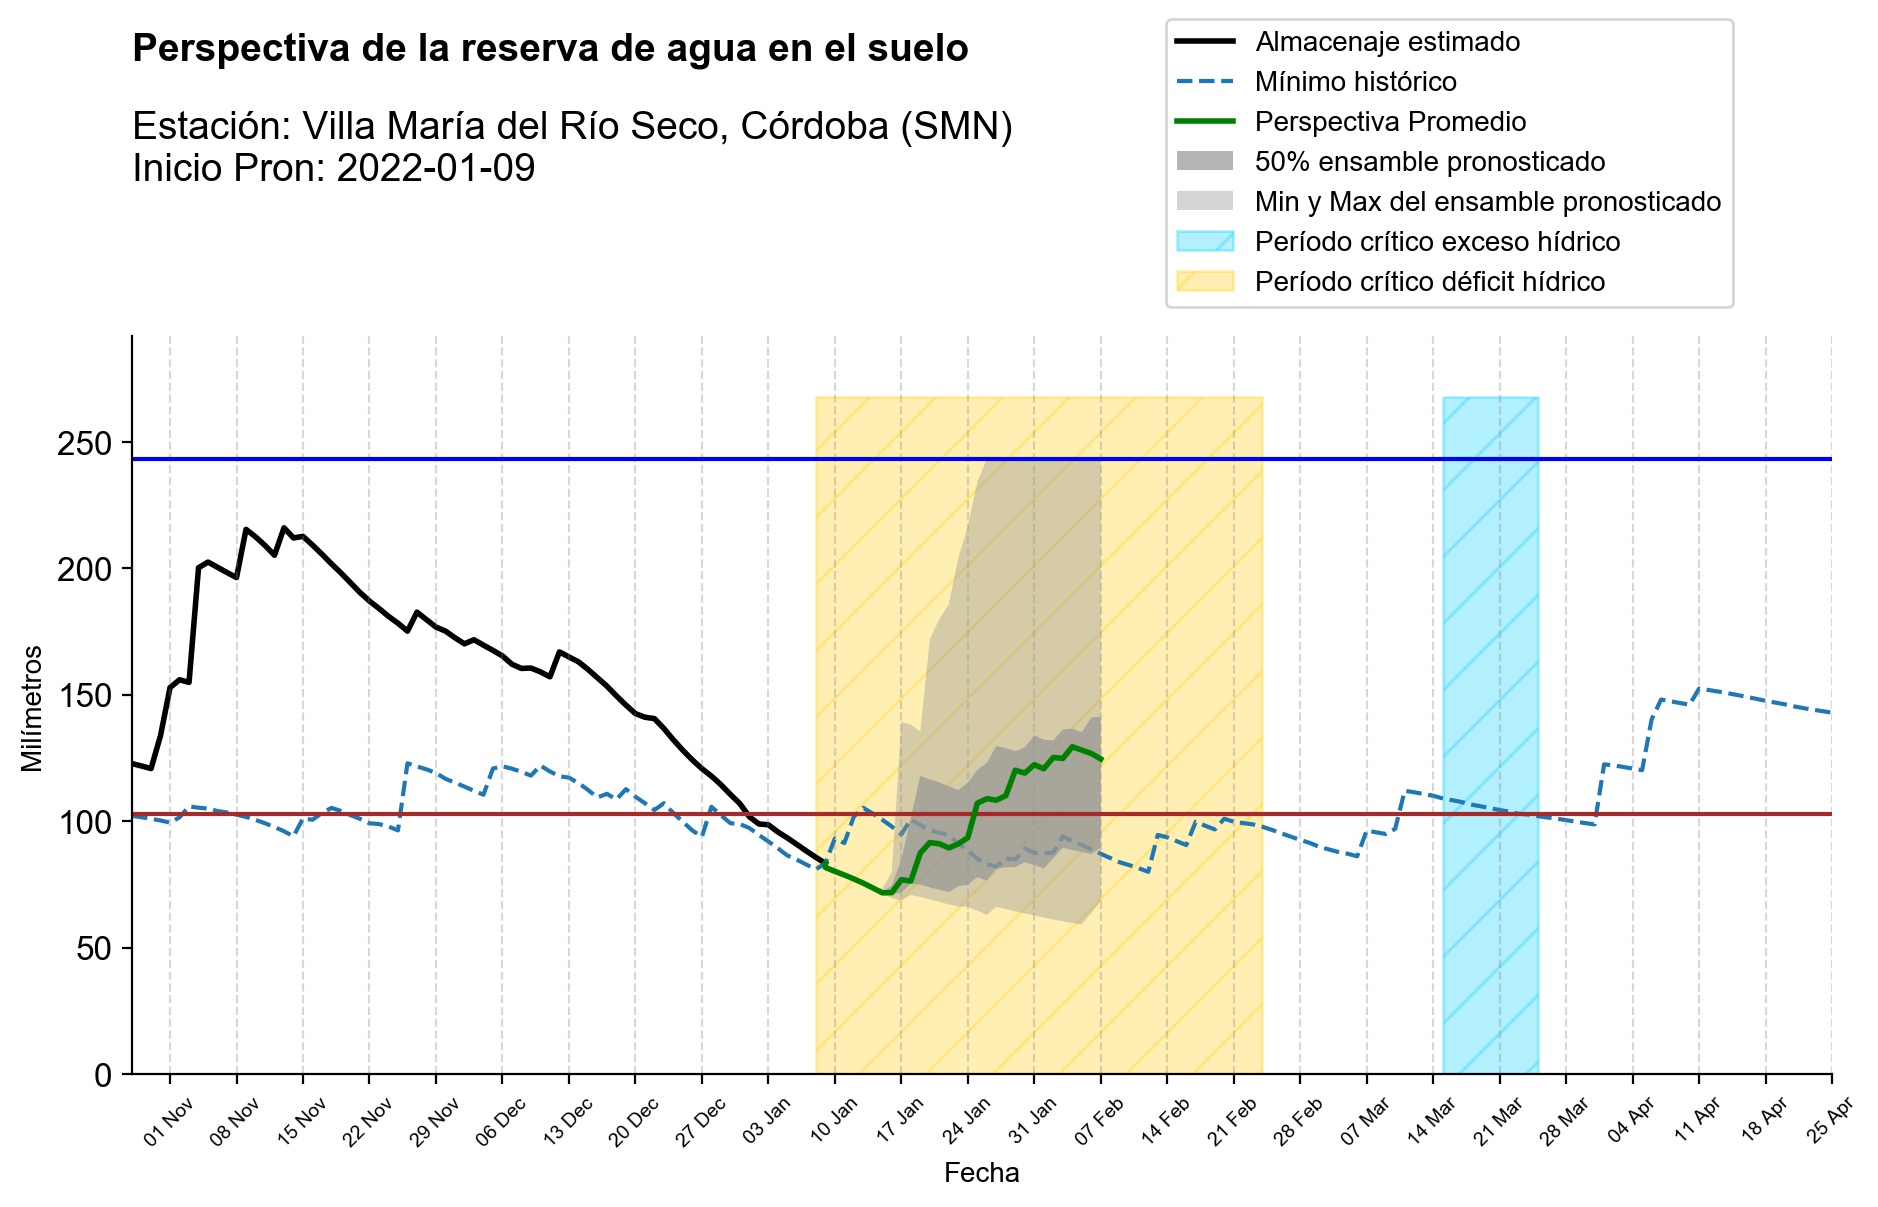 Perspectiva de la reserva de agua en el suelo
Estación: Villa María del Río Seco, Córdoba (SMN)
Inicio Pron: 2022-01-09
Almacenaje estimado
Mínimo histórico
Perspectiva Promedio
50% ensamble pronosticado
Min y Max del ensamble pronosticado
Período crítico exceso hídrico
Período crítico déficit hídrico
Milímetros
250
200
150
100
50
0
01 Nov
08 Nov
15 Nov
22 Nov
29 Nov
06 Dec
13 Dec
20 Dec
27 Dec
03 Jan
10 Jan
17 Jan
24 Jan
31 Jan
07 Feb
14 Feb
21 Feb
28 Feb
07 Mar
14 Mar
21 Mar
28 Mar
04 Apr
11 Apr
18 Apr
25 Apr
Fecha